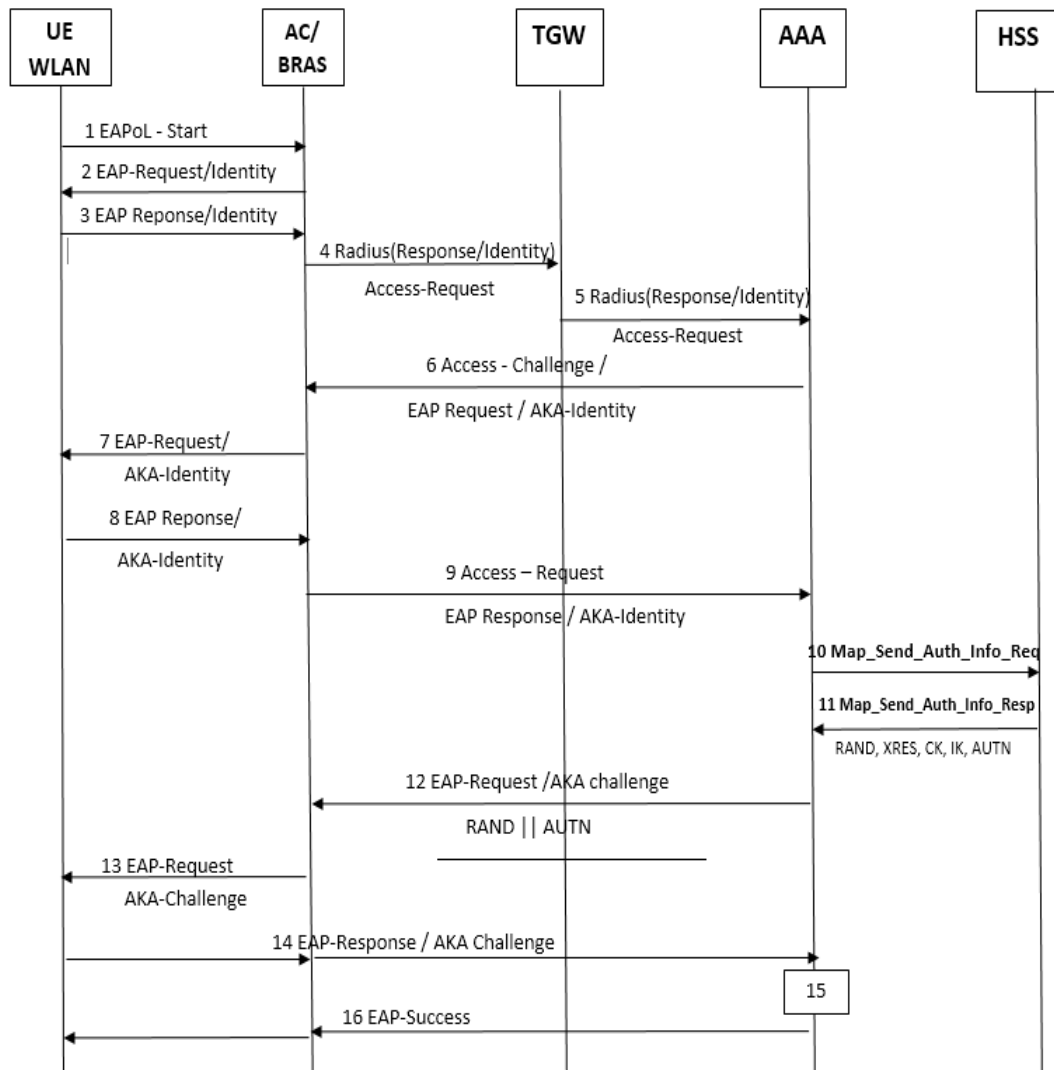 UE
WLAN
AC/
BRAS
TGW
AAA
HSS
1 EAPoL - Start
2 EAP-Request/Identity
3 EAP Reponse/Identity
4 Radius(Response/Identity)
Access-Request
5 Radius(Response/Identity)
Access-Request
6 Access - Challenge /
EAP Request / AKA-Identity
7 EAP-Request/
AKA-Identity
8 EAP Reponse/
AKA-Identity
9 Access – Request
EAP Response / AKA-Identity
10 Map_Send_Auth_Info_Req
11 Map_Send_Auth_Info_Resp
RAND, XRES, CK, IK, AUTN
12 EAP-Request /AKA challenge
RAND || AUTN
13 EAP-Request
AKA-Challenge
14 EAP-Response / AKA Challenge
15
16 EAP-Success